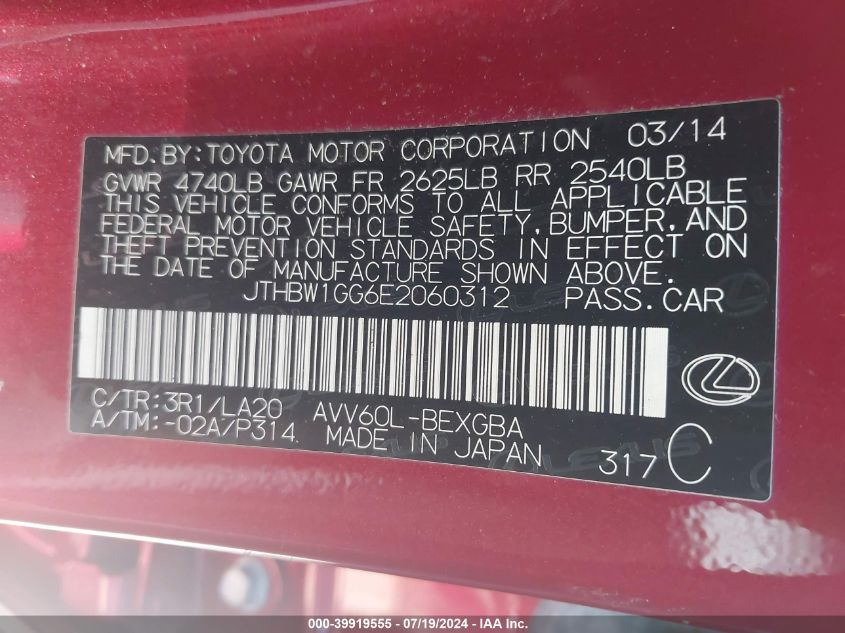 MFD.BY:TOYOTA MOTOR CORPORATION 03/14
GVWR 4740LB GAWR FR 2625LB RR 2540LB
THIS VEHICLE CONFORMS TO ALL APPLICABLE
FEDERAL MOTOR VEHICLE SAFETY,BUMPER,AND
THEFT PREVENTION STANDARDS IN EFFECT ON
THE DATE OF MANUFACTURE SHOWN ABOVE.
JTHBW1GG6E2060312 PASS.CAR
C/TR:3R1/LA20 AVV60L-BEXGBA
A/TM:-02A/P314 MADE IN JAPAN 317 C
000-39919555 / 07/19/2024 / IAAI.COM